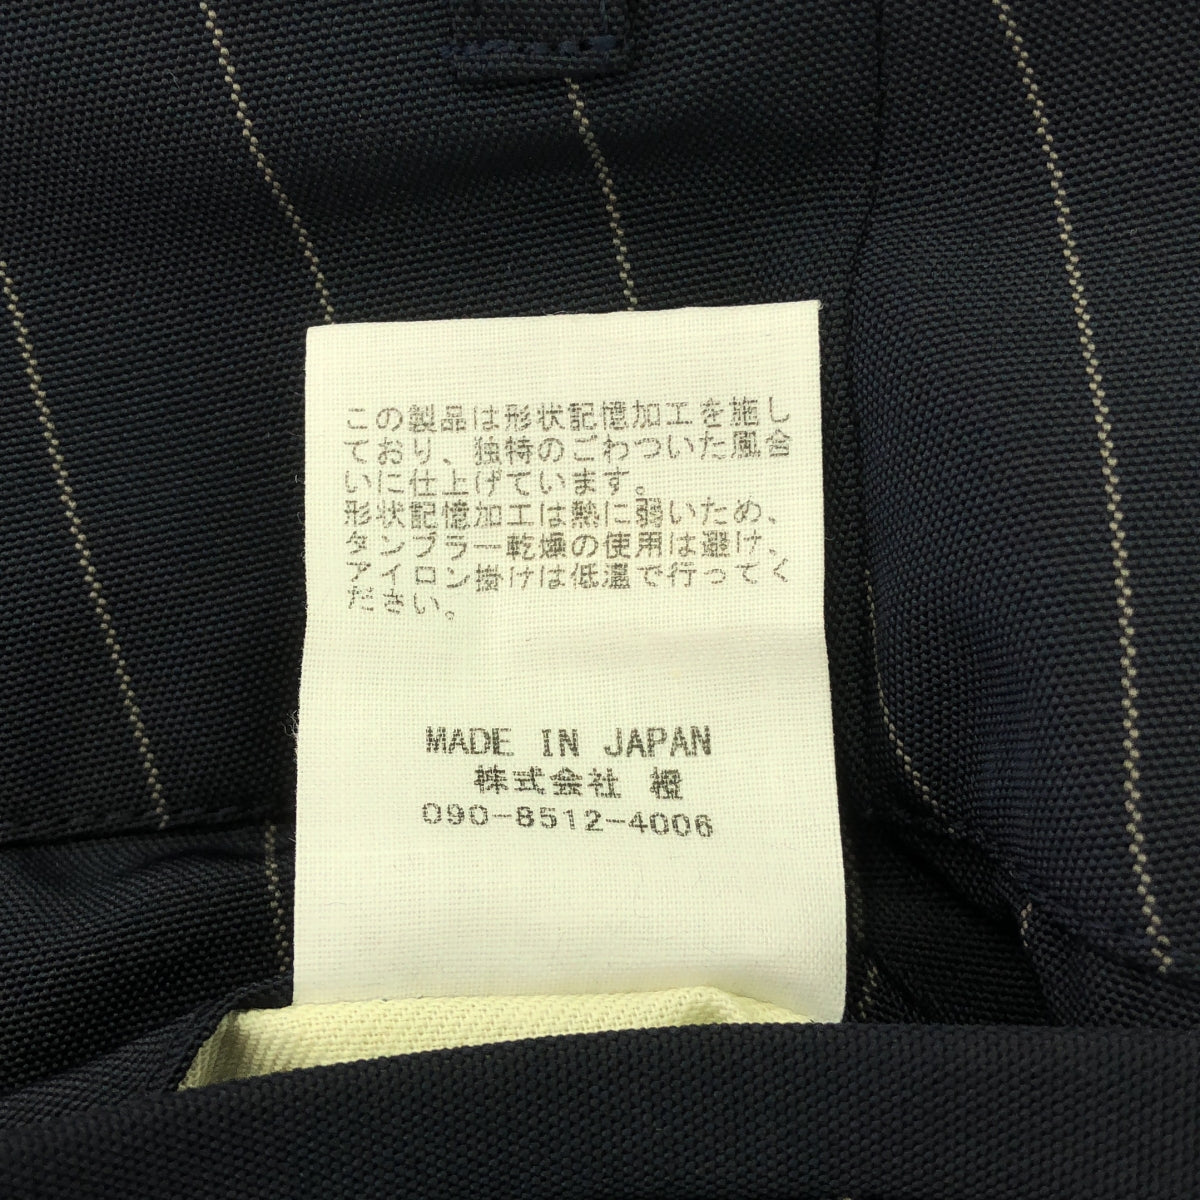 この製品は形状記憶加工を施し
ており、独特のごわついた風合
いに仕上げています。
形状記憶加工は熱に弱いため、
タンブラー乾燥の使用は避け、
アイロン掛けは低温で行ってく
ださい。
MADE IN JAPAN
株式会社 橙
090-8512-4006